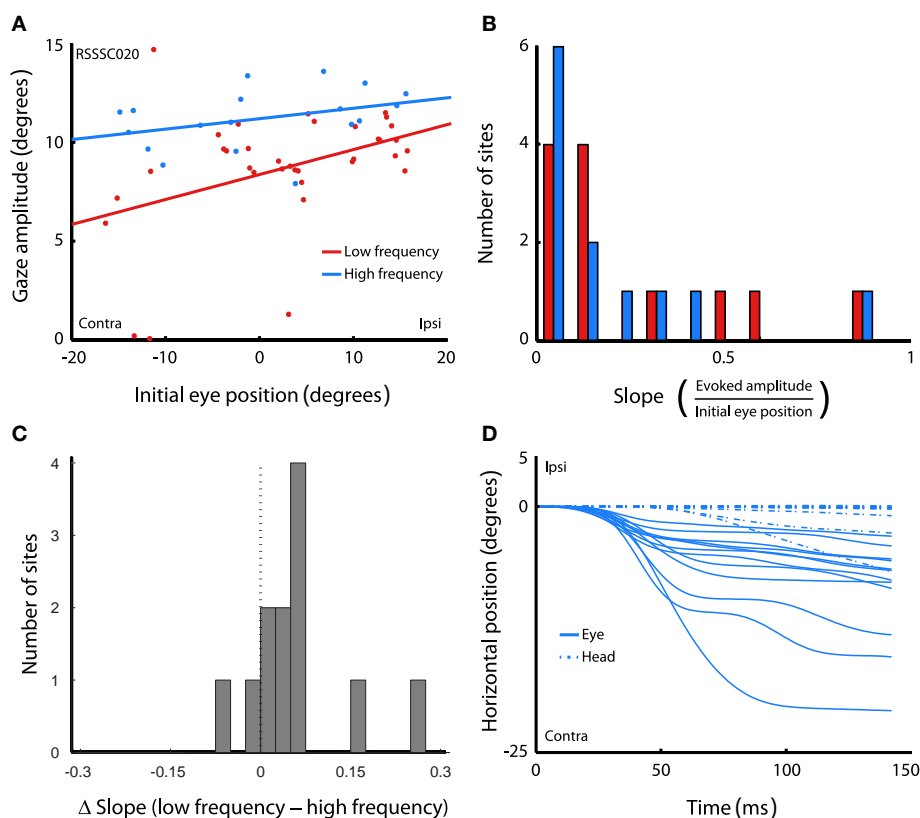 A
RSSSC020
15
10
5
0
Gaze amplitude (degrees)
Low frequency
High frequency
Contra
Ipsi
-20
-10
0
10
20
Initial eye position (degrees)
B
6
4
2
0
Number of sites
0
0.5
1
Slope ( Evoked amplitude
Initial eye position )
C
4
3
2
1
0
Number of sites
-0.3
-0.15
0
0.15
0.3
Δ Slope (low frequency – high frequency)
D
5
0
-25
Ipsi
Horizontal position (degrees)
Eye
Head
Contra
0
50
100
150
Time (ms)